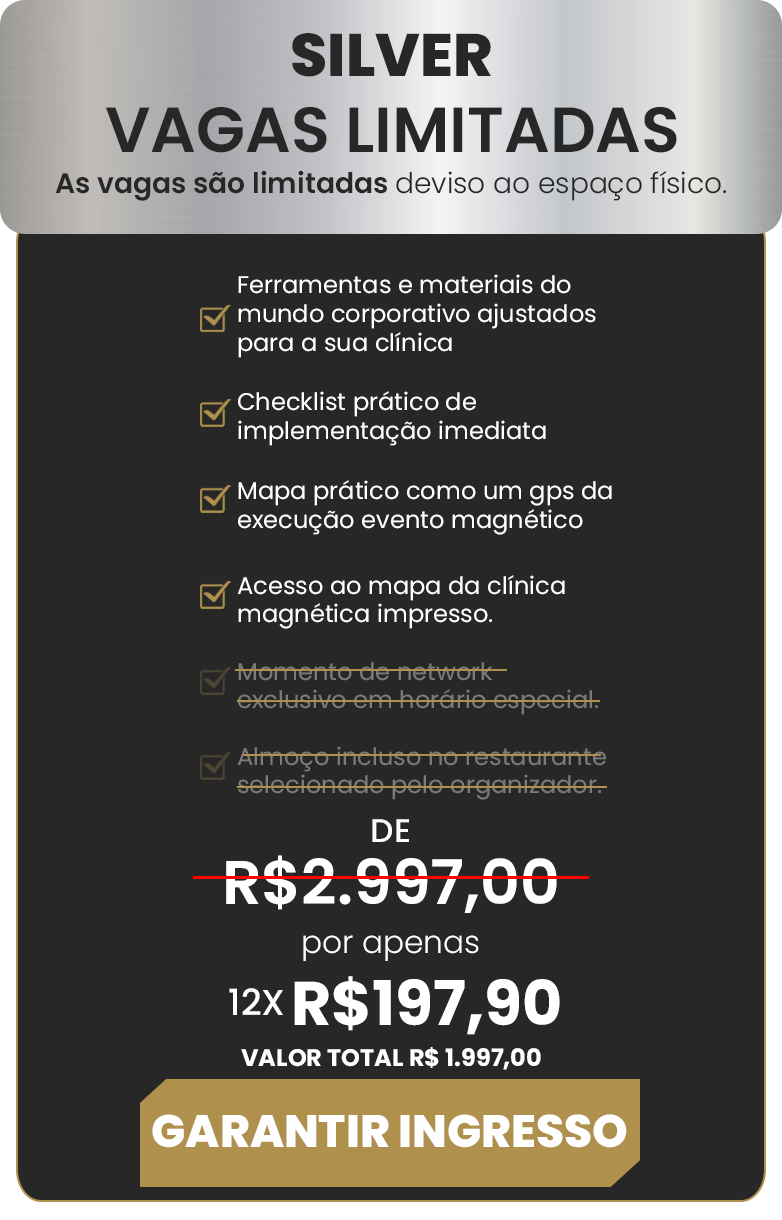 SILVER
VAGAS LIMITADAS
As vagas são limitadas deviso ao espaço físico.
Ferramentas e materiais do
mundo corporativo ajustados
para a sua clínica
Checklist prático de
implementação imediata
Mapa prático como um gps da
execução evento magnético
Acesso ao mapa da clínica
magnética impresso.
Momento de network
exclusivo em horário especial.
Almoço incluso no restaurante
selecionado pelo organizador.
DE
R$2.997,00
por apenas
12X R$197,90
VALOR TOTAL R$ 1.997,00
GARANTIR INGRESSO